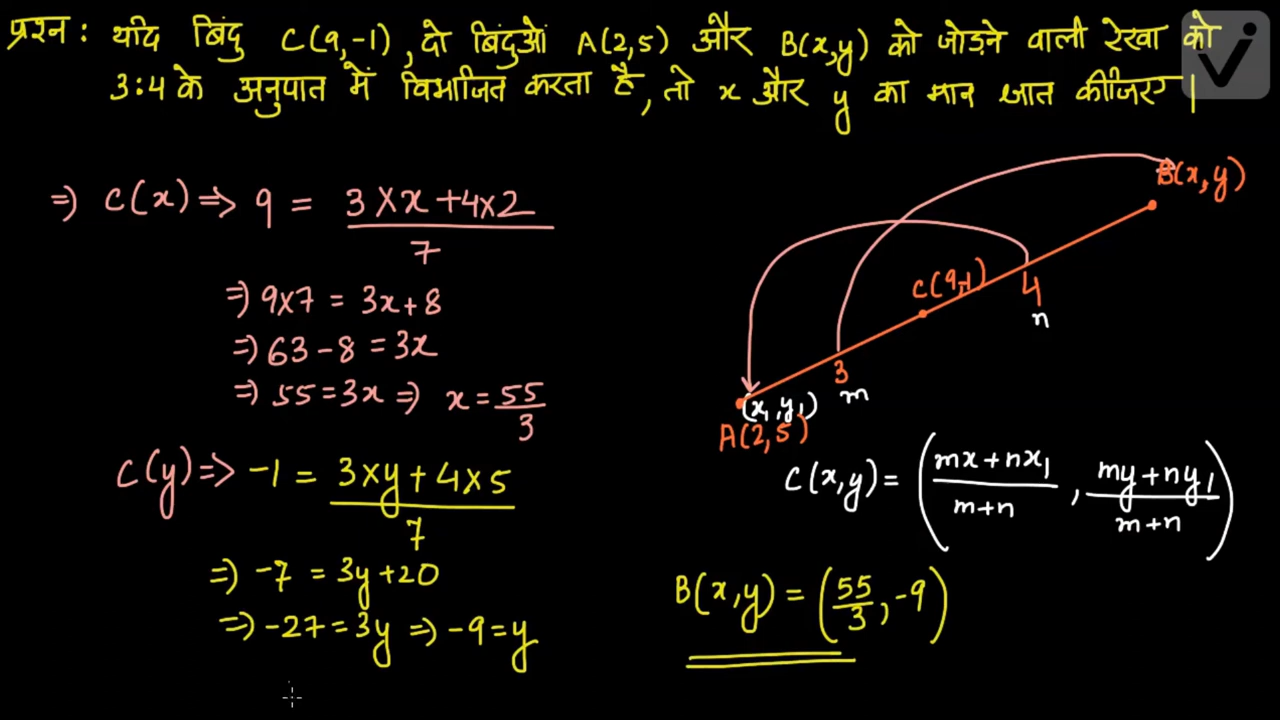 प्रश्न : यदि बिंदु C(9,-1), दो बिंदुओं A(2,5) और B(x,y) को जोड़ने वाली रेखा को
3:4 के अनुपात में विभाजित करता है, तो x और y का मान ज्ञात कीजिए।
⇒ C(x) ⇒ 9 = (3×x+4×2)/7
⇒ 9×7 = 3x+8
⇒ 63-8 = 3x
⇒ 55 = 3x ⇒ x = 55/3
C(y) ⇒ -1 = (3×y+4×5)/7
⇒ -7 = 3y+20
⇒ -27 = 3y ⇒ -9 = y
B(x,y)
C(9,-1)
4
n
3
m
(x₁,y₁)
A(2,5)
C(x,y) = ((mx+nx₁)/(m+n), (my+ny₁)/(m+n))
B(x,y) = (55/3, -9)